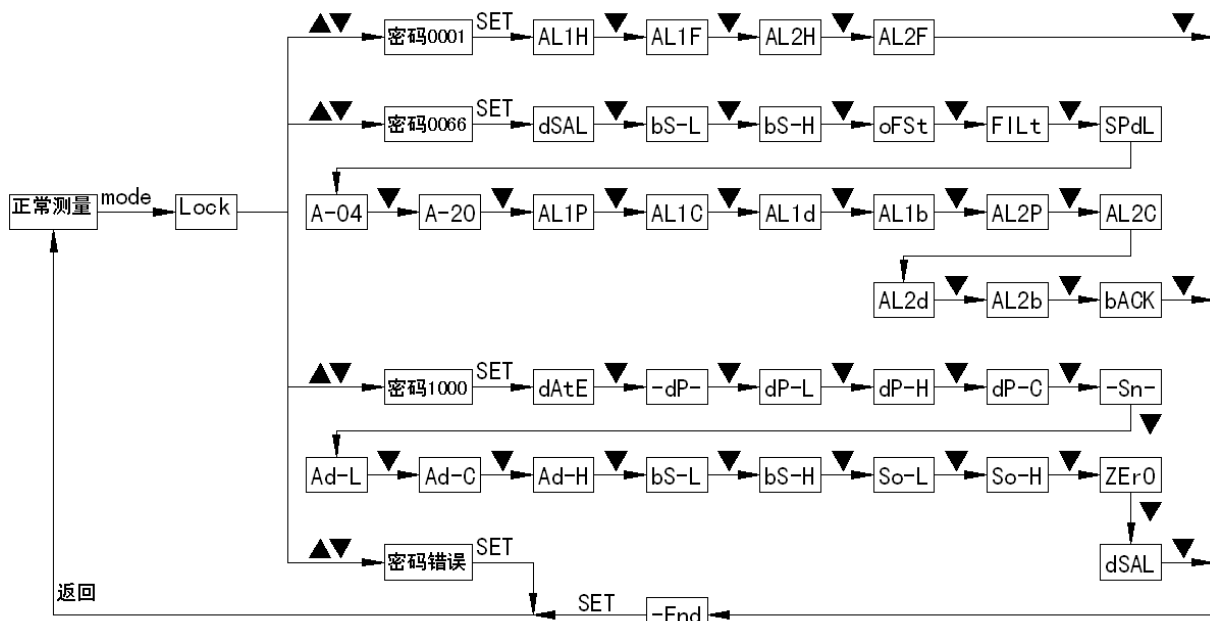 SET
密码0001 AL1H AL1F AL2H AL2F
SET
密码0066 dSAL bS-L bS-H oFSt FILt SPdL
正常测量 mode Lock A-04 A-20 AL1P AL1C AL1d AL1b AL2P AL2C
AL2d AL2b bACK
SET
密码1000 dAtE -dP- dP-L dP-H dP-C -Sn-
Ad-L Ad-C Ad-H bS-L bS-H So-L So-H ZErO
密码错误 SET dSAL
返回 SET -End